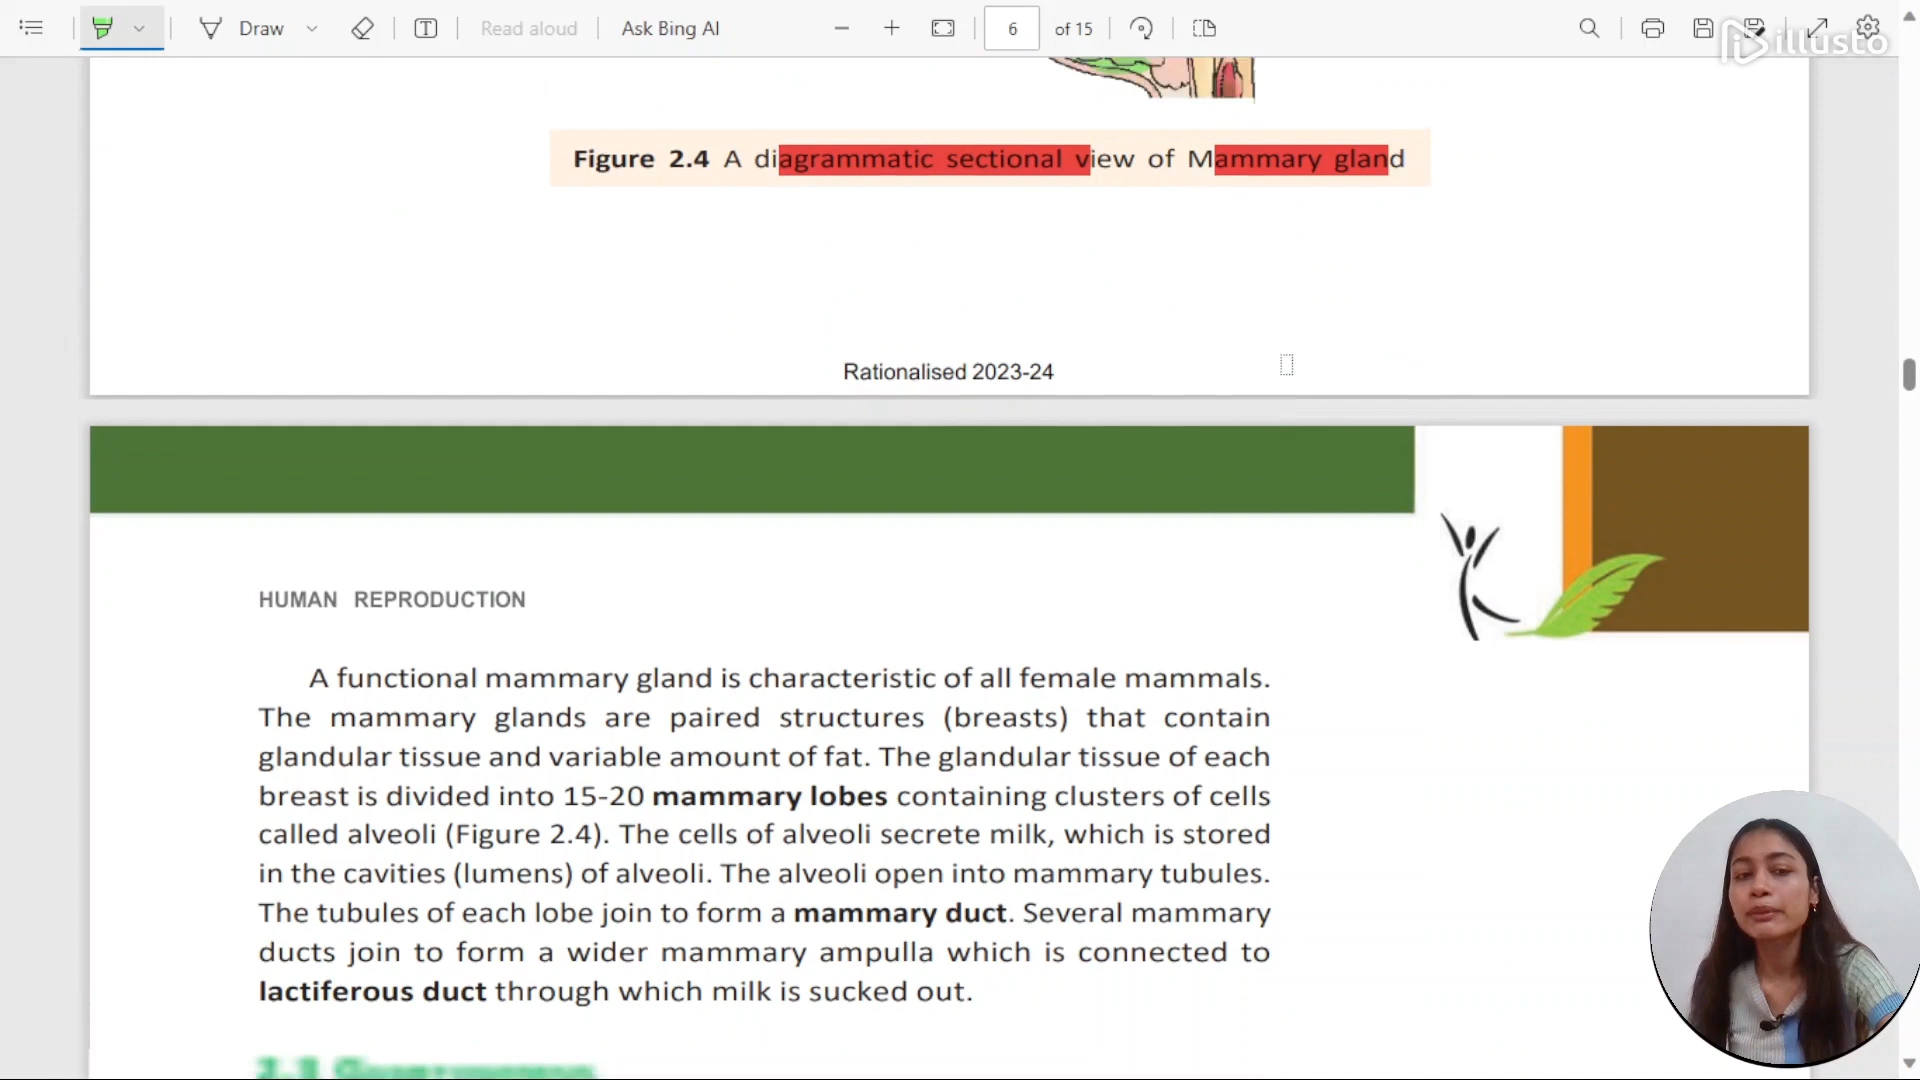 Draw
Read aloud
Ask Bing AI
6
of 15
illusto
Figure 2.4 A diagrammatic sectional view of Mammary gland
Rationalised 2023-24
HUMAN REPRODUCTION
A functional mammary gland is characteristic of all female mammals.
The mammary glands are paired structures (breasts) that contain
glandular tissue and variable amount of fat. The glandular tissue of each
breast is divided into 15-20 mammary lobes containing clusters of cells
called alveoli (Figure 2.4). The cells of alveoli secrete milk, which is stored
in the cavities (lumens) of alveoli. The alveoli open into mammary tubules.
The tubules of each lobe join to form a mammary duct. Several mammary
ducts join to form a wider mammary ampulla which is connected to
lactiferous duct through which milk is sucked out.